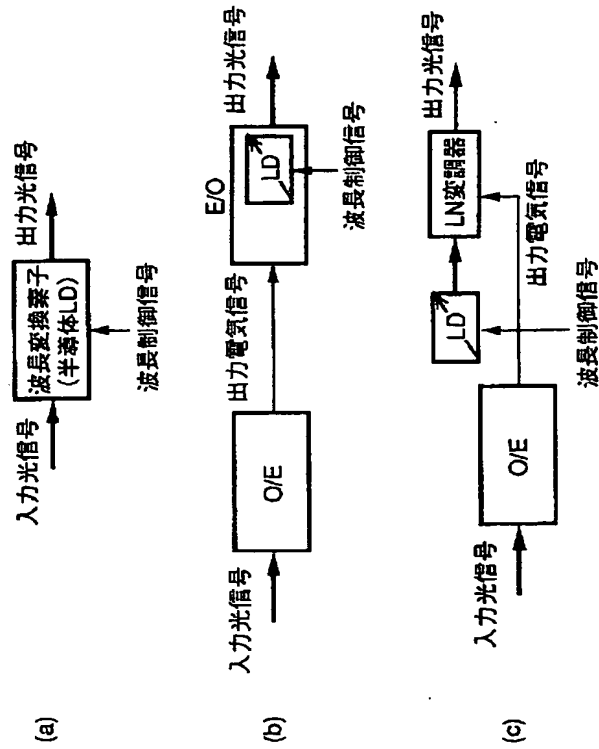 (a)
入力光信号
波長変換素子
(半導体LD)
出力光信号
波長制御信号
(b)
入力光信号
O/E
出力電気信号
E/O
LD
出力光信号
波長制御信号
(c)
入力光信号
O/E
LD
LN変調器
出力光信号
出力電気信号
波長制御信号